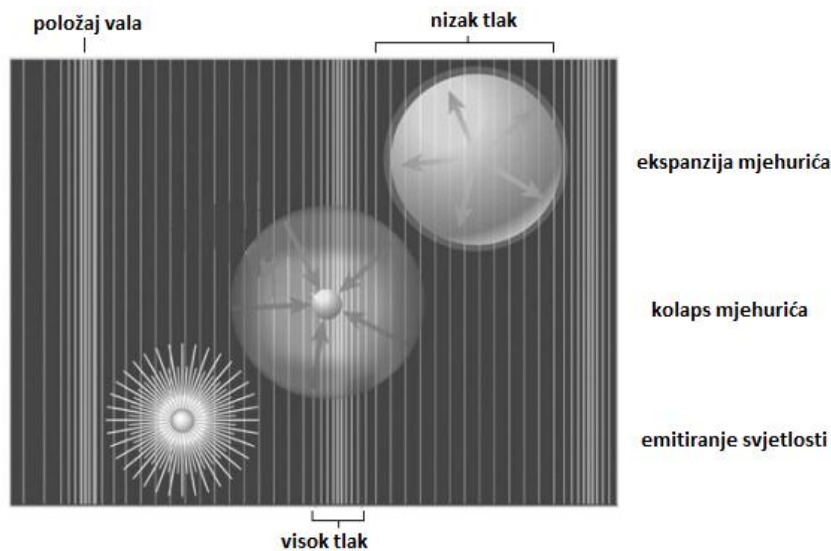 položaj vala
nizak tlak
ekspanzija mjehurića
kolaps mjehurića
emitiranje svjetlosti
visok tlak